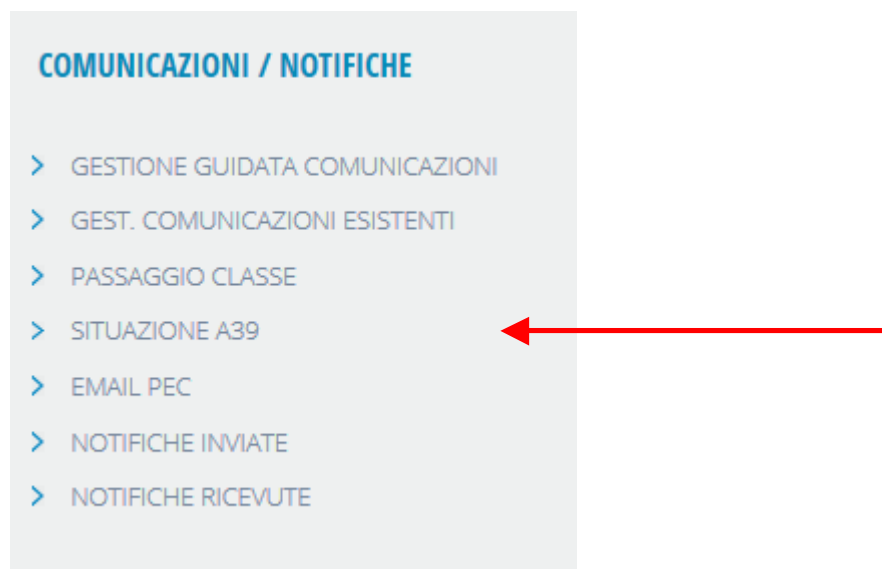 COMUNICAZIONI / NOTIFICHE
GESTIONE GUIDATA COMUNICAZIONI
GEST. COMUNICAZIONI ESISTENTI
PASSAGGIO CLASSE
SITUAZIONE A39
EMAIL PEC
NOTIFICHE INVIATE
NOTIFICHE RICEVUTE